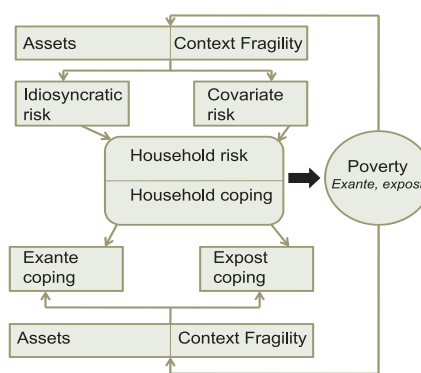 Assets Context Fragility
Idiosyncratic
risk
Covariate
risk
Household risk
Household coping
Poverty
Exante, expost
Exante
coping
Expost
coping
Assets Context Fragility